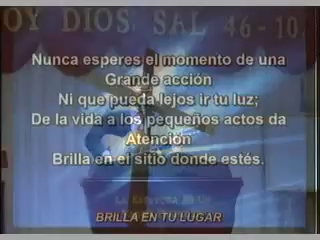 OY DIOS. SAL 46-10.
Nunca esperes el momento de una
Grande acción
Ni que pueda lejos ir tu luz;
De la vida a los pequeños actos da
Atención
Brilla en el sitio donde estés.
BRILLA EN TU LUGAR